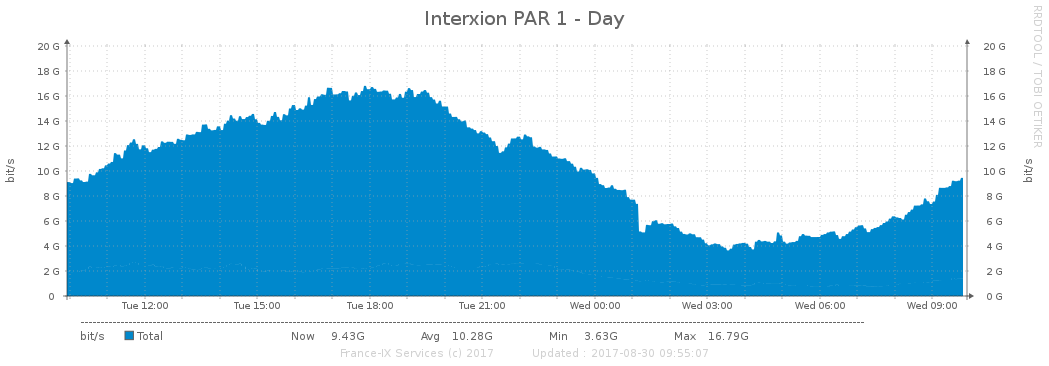 Interxion PAR 1 - Day
RRDTOOL / TOBI OETIKER
bit/s
20 G
18 G
16 G
14 G
12 G
10 G
8 G
6 G
4 G
2 G
0
20 G
18 G
16 G
14 G
12 G
10 G
8 G
6 G
4 G
2 G
0 G
bit/s
Tue 12:00 Tue 15:00 Tue 18:00 Tue 21:00 Wed 00:00 Wed 03:00 Wed 06:00 Wed 09:00
bit/s Total Now 9.43G Avg 10.28G Min 3.63G Max 16.79G
France-IX Services (c) 2017 Updated : 2017-08-30 09:55:07